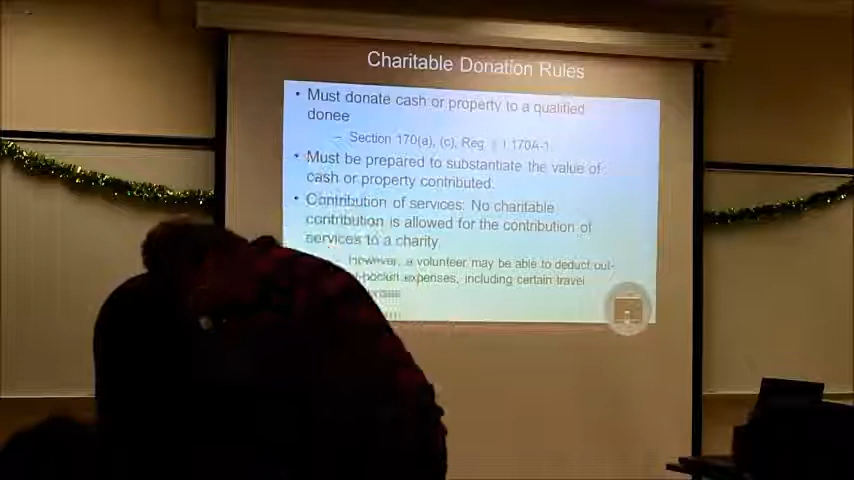 Charitable Donation Rules
• Must donate cash or property to a qualified
donee
– Section 170(a), (c), Reg. § 1.170A-1
• Must be prepared to substantiate the value of
cash or property contributed.
• Contribution of services: No charitable
contribution is allowed for the contribution of
services to a charity
– However, a volunteer may be able to deduct out-
expenses, including certain travel